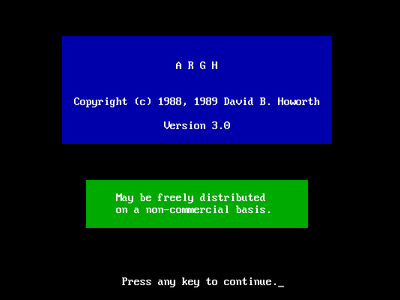 A R G H
Copyright (c) 1988, 1989 David B. Howorth
Version 3.0
May be freely distributed
on a non-commercial basis.
Press any key to continue._